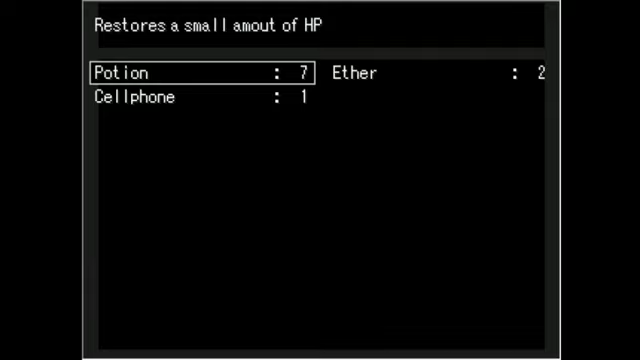 Restores a small amout of HP
Potion : 7 Ether : 2
Cellphone : 1